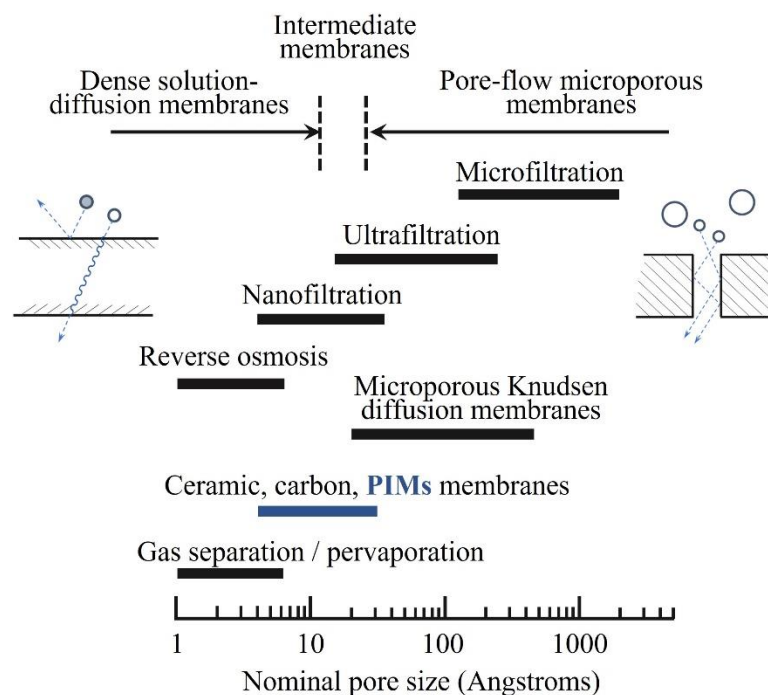 Intermediate
membranes
Dense solution-
diffusion membranes
Pore-flow microporous
membranes
Microfiltration
Ultrafiltration
Nanofiltration
Reverse osmosis
Microporous Knudsen
diffusion membranes
Ceramic, carbon, PIMs membranes
Gas separation / pervaporation
1 10 100 1000
Nominal pore size (Angstroms)